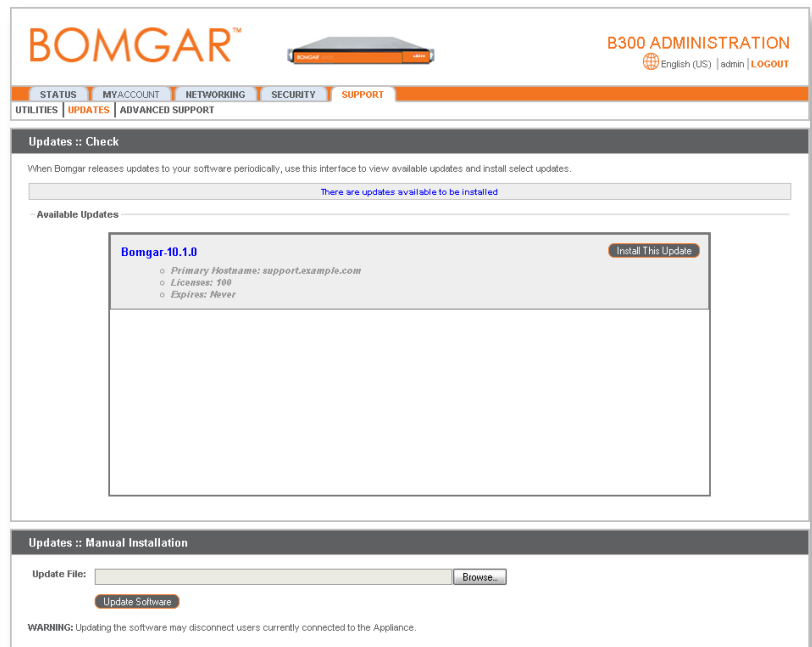 BOMGAR™
BOMGAR
B300 ADMINISTRATION
English (US) | admin | LOGOUT
STATUS MYACCOUNT NETWORKING SECURITY SUPPORT
UTILITIES | UPDATES | ADVANCED SUPPORT
Updates :: Check
When Bomgar releases updates to your software periodically, use this interface to view available updates and install select updates.
There are updates available to be installed
Available Updates
Bomgar-10.1.0
Install This Update
Primary Hostname: support.example.com
Licenses: 100
Expires: Never
Updates :: Manual Installation
Update File:
Browse...
Update Software
WARNING: Updating the software may disconnect users currently connected to the Appliance.